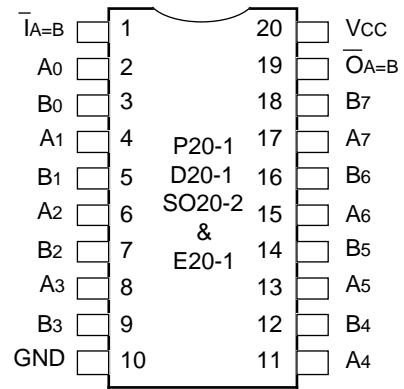 I̅A=B 1 20 VCC
A0 2 19 O̅A=B
B0 3 18 B7
A1 4 17 A7
P20-1
B1 5 16 B6
D20-1
A2 6 15 A6
SO20-2
B2 7 14 B5
&
A3 8 13 A5
E20-1
B3 9 12 B4
GND 10 11 A4